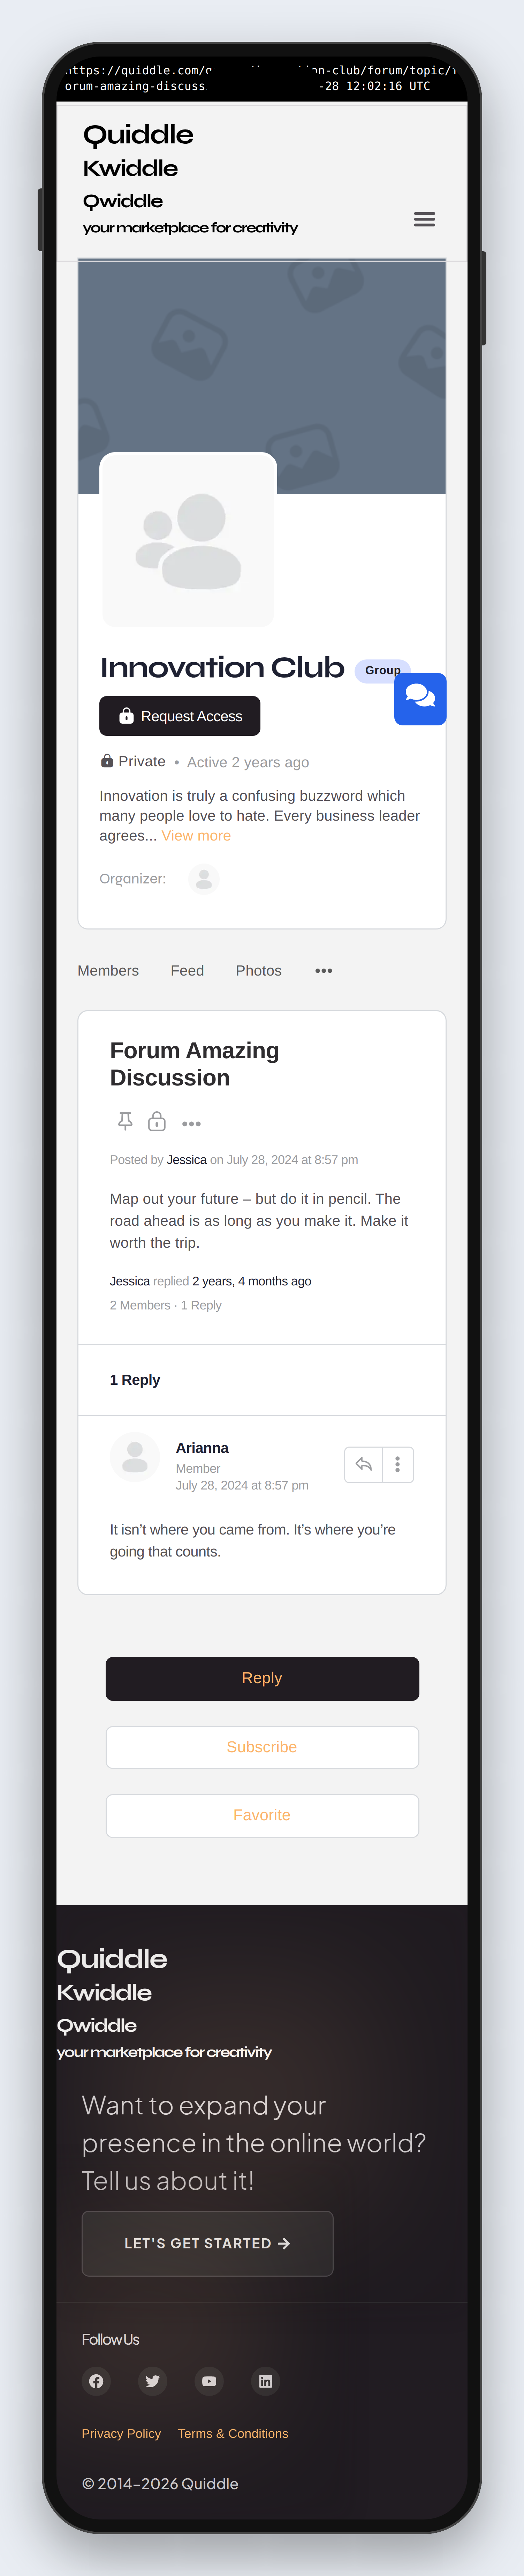 https://quiddle.com/
-club/forum/topic/
orum-amazing-discuss
-28 12:02:16 UTC
Quiddle
Kwiddle
Qwiddle
your marketplace for creativity
Innovation Club
Group
Request Access
Private • Active 2 years ago
Innovation is truly a confusing buzzword which
many people love to hate. Every business leader
agrees... View more
Organizer:
Members Feed Photos •••
Forum Amazing
Discussion
Posted by Jessica on July 28, 2024 at 8:57 pm
Map out your future – but do it in pencil. The
road ahead is as long as you make it. Make it
worth the trip.
Jessica replied 2 years, 4 months ago
2 Members · 1 Reply
1 Reply
Arianna
Member
July 28, 2024 at 8:57 pm
It isn’t where you came from. It’s where you’re
going that counts.
Reply
Subscribe
Favorite
Quiddle
Kwiddle
Qwiddle
your marketplace for creativity
Want to expand your
presence in the online world?
Tell us about it!
LET'S GET STARTED →
Follow Us
Privacy Policy Terms & Conditions
© 2014–2026 Quiddle